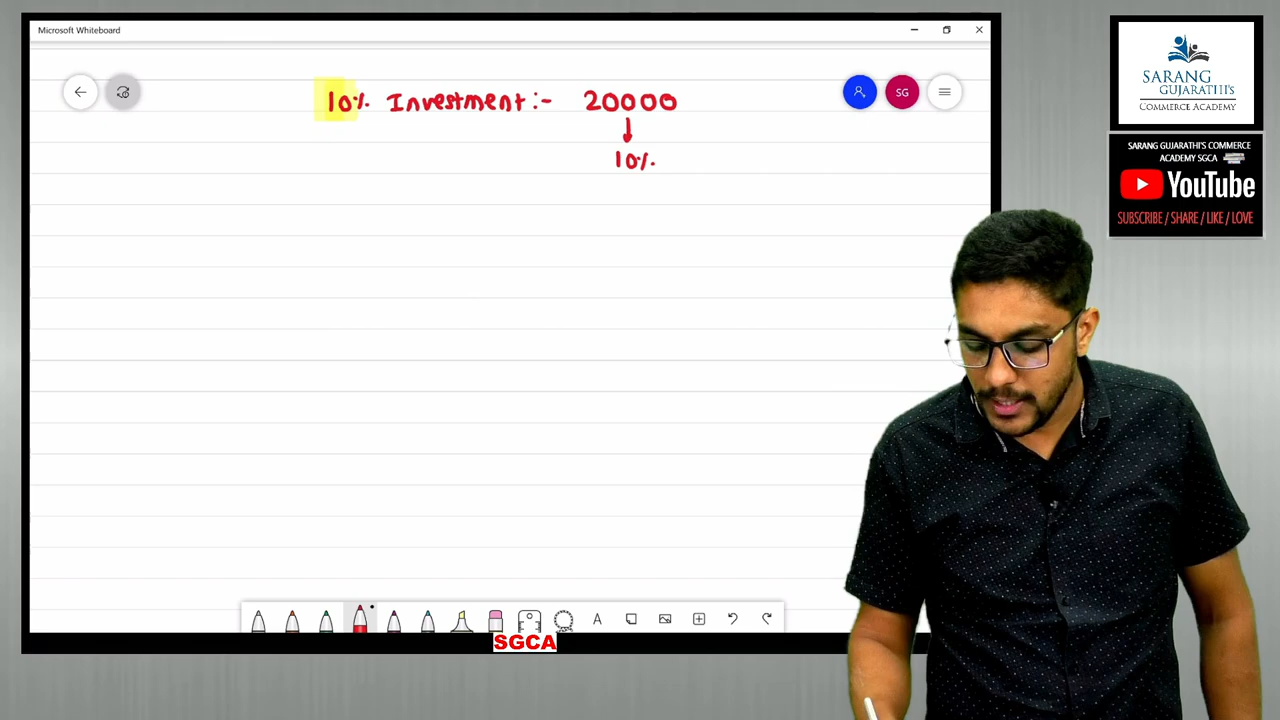 Microsoft Whiteboard
10% Investment :- 20000
10%
SG
SARANG
GUJARATHI'S
COMMERCE ACADEMY
SARANG GUJARATHI'S COMMERCE
ACADEMY SGCA
YouTube
SUBSCRIBE / SHARE / LIKE / LOVE
A
SGCA